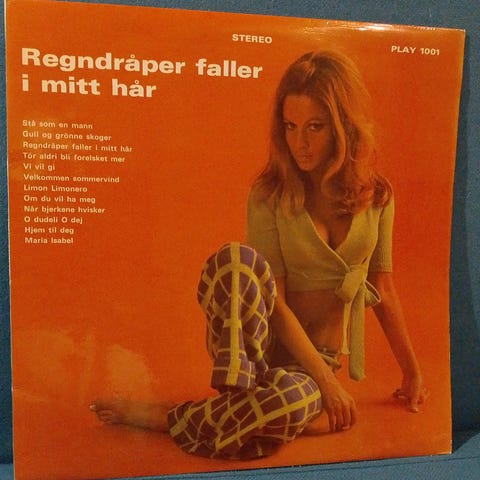 STEREO
PLAY 1001
Regndråper faller
i mitt hår
Stå som en mann
Gull og grönne skoger
Regndråper faller i mitt hår
Tör aldri bli forelsket mer
Vi vil gi
Velkommen sommervind
Limon Limonero
Om du vil ha meg
Når bjerkene hvisker
O dudeli O dej
Hjem til deg
Maria Isabel